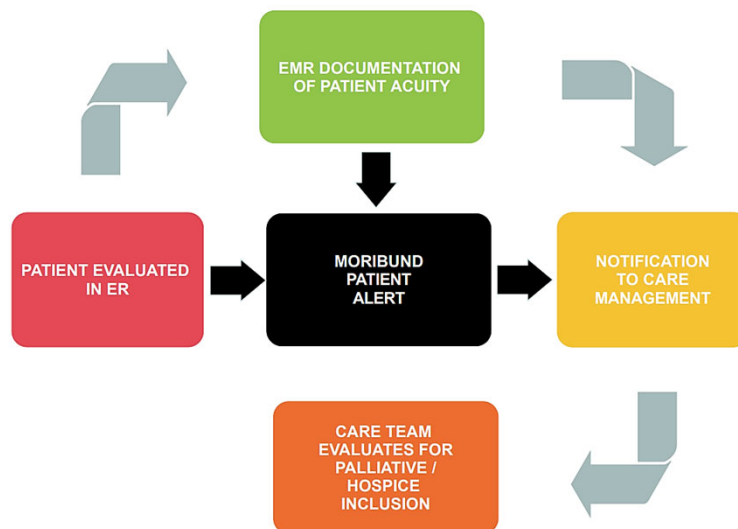 EMR DOCUMENTATION
OF PATIENT ACUITY
PATIENT EVALUATED
IN ER
MORIBUND
PATIENT
ALERT
NOTIFICATION
TO CARE
MANAGEMENT
CARE TEAM
EVALUATES FOR
PALLIATIVE /
HOSPICE
INCLUSION